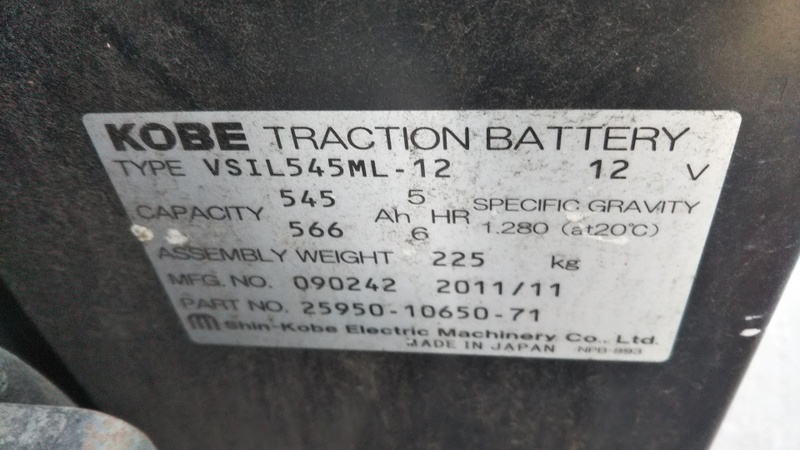 KOBE TRACTION BATTERY
TYPE VSIL545ML-12 12 V
CAPACITY 545 566 Ah 5 6 HR SPECIFIC GRAVITY 1.280 (at20℃)
ASSEMBLY WEIGHT 225 kg
MFG. NO. 090242 2011/11
PART NO. 25950-10650-71
Shin-Kobe Electric Machinery Co., Ltd.
MADE IN JAPAN NPB-893